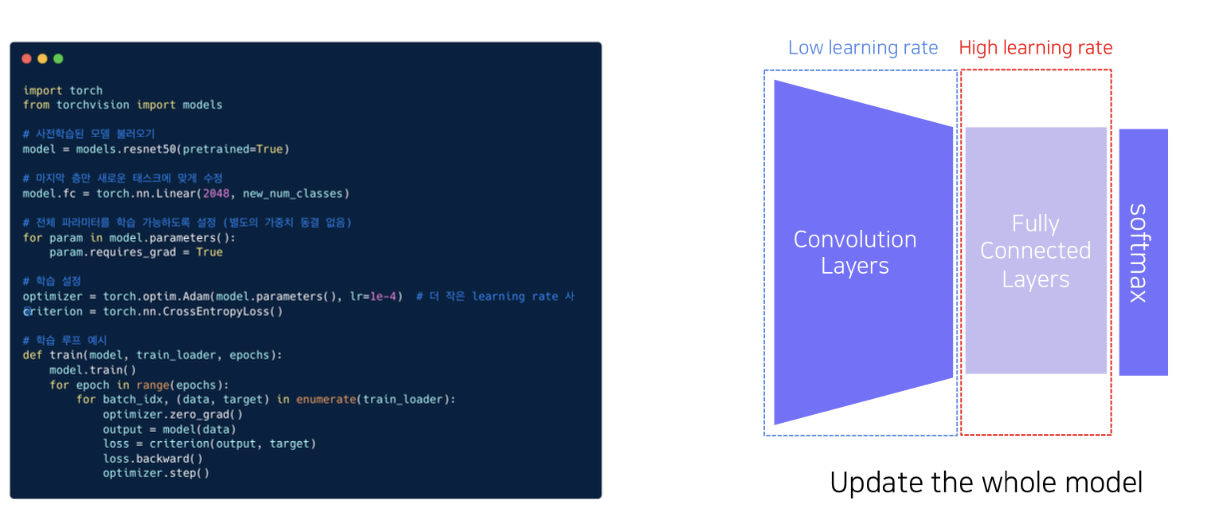 import torch
from torchvision import models
# 사전학습된 모델 불러오기
model = models.resnet50(pretrained=True)
# 마지막 층만 새로운 태스크에 맞게 수정
model.fc = torch.nn.Linear(2048, new_num_classes)
# 전체 파라미터를 학습 가능하도록 설정 (별도의 가중치 동결 없음)
for param in model.parameters():
    param.requires_grad = True
# 학습 설정
optimizer = torch.optim.Adam(model.parameters(), lr=1e-4)  # 더 작은 learning rate 사
criterion = torch.nn.CrossEntropyLoss()
# 학습 루프 예시
def train(model, train_loader, epochs):
    model.train()
    for epoch in range(epochs):
        for batch_idx, (data, target) in enumerate(train_loader):
            optimizer.zero_grad()
            output = model(data)
            loss = criterion(output, target)
            loss.backward()
            optimizer.step()
Low learning rate
High learning rate
Convolution
Layers
Fully
Connected
Layers
softmax
Update the whole model